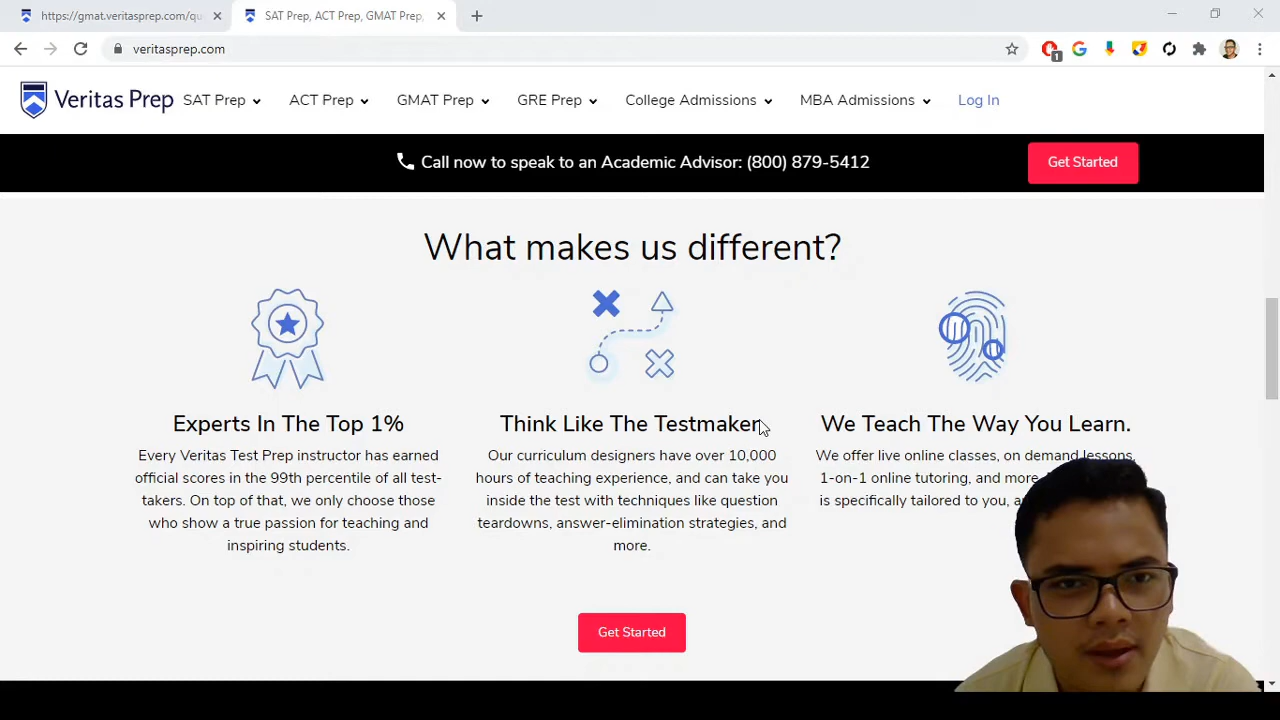 https://gmat.veritasprep.com/qu
SAT Prep, ACT Prep, GMAT Prep,
veritasprep.com
1
Veritas Prep
SAT Prep
ACT Prep
GMAT Prep
GRE Prep
College Admissions
MBA Admissions
Log In
Call now to speak to an Academic Advisor: (800) 879-5412
Get Started
What makes us different?
Experts In The Top 1%
Every Veritas Test Prep instructor has earned
official scores in the 99th percentile of all test-
takers. On top of that, we only choose those
who show a true passion for teaching and
inspiring students.
Think Like The Testmaker.
Our curriculum designers have over 10,000
hours of teaching experience, and can take you
inside the test with techniques like question
teardowns, answer-elimination strategies, and
more.
We Teach The Way You Learn.
We offer live online classes, on demand lessons,
1-on-1 online tutoring, and more.
is specifically tailored to you,
Get Started